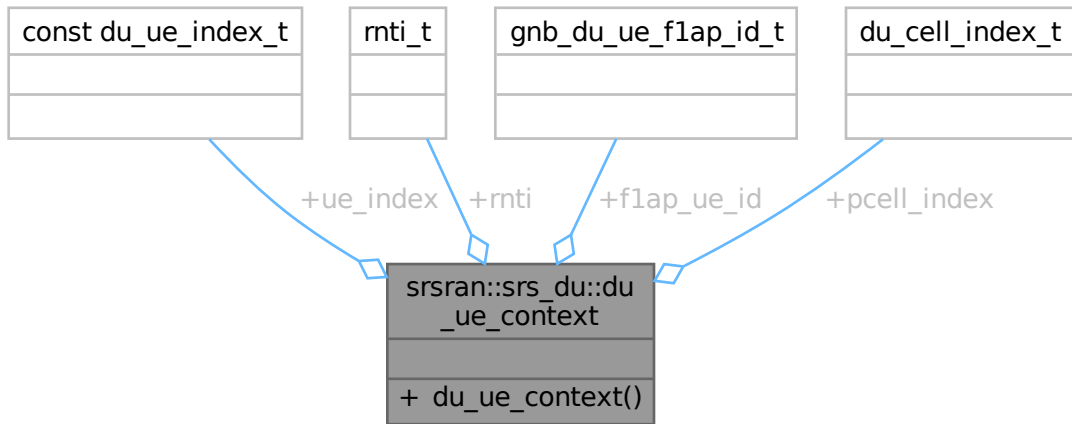 const du_ue_index_t
rnti_t
gnb_du_ue_f1ap_id_t
du_cell_index_t
+ue_index
+rnti
+f1ap_ue_id
+pcell_index
srsran::srs_du::du
_ue_context
+ du_ue_context()